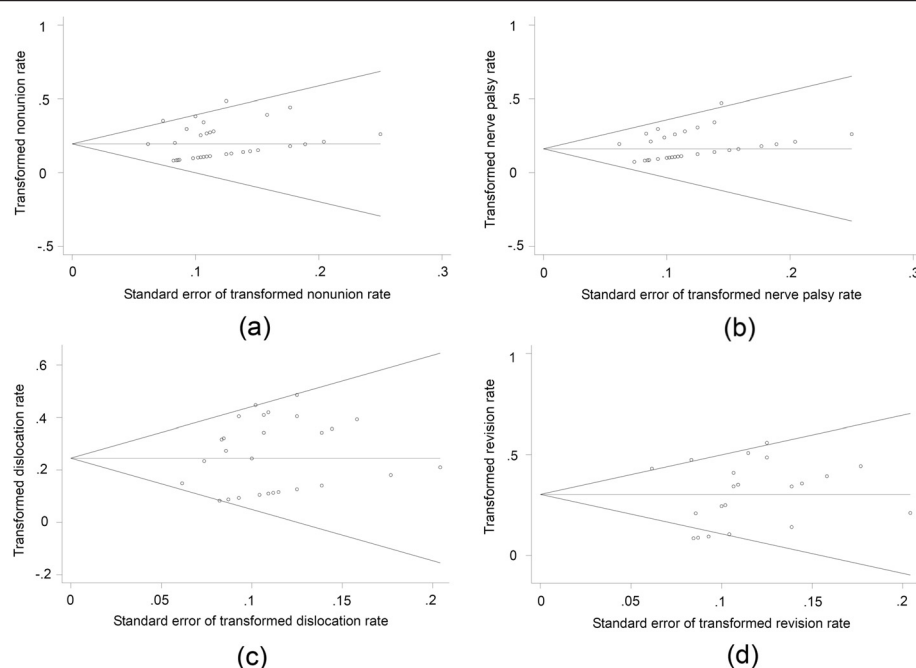 1
.5
0
-.5
Transformed nonunion rate
0
.1
.2
.3
Standard error of transformed nonunion rate
(a)
1
.5
0
-.5
Transformed nerve palsy rate
0
.1
.2
.3
Standard error of transformed nerve palsy rate
(b)
.6
.4
.2
0
-.2
Transformed dislocation rate
0
.05
.1
.15
.2
Standard error of transformed dislocation rate
(c)
1
.5
0
Transformed revision rate
0
.05
.1
.15
.2
Standard error of transformed revision rate
(d)